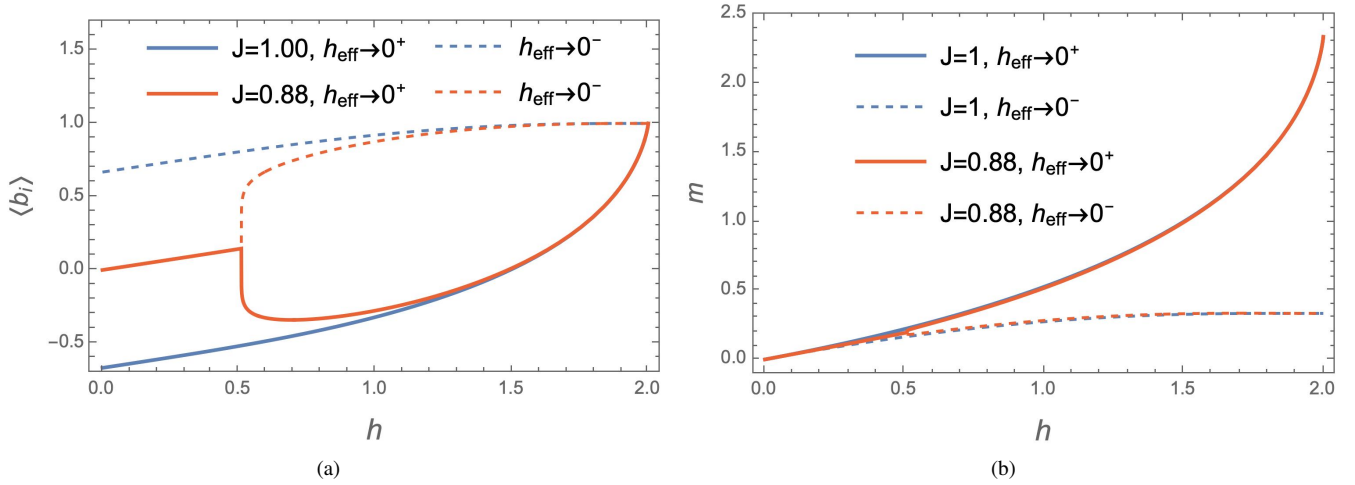 J=1.00, h_eff→0⁺
h_eff→0⁻
J=0.88, h_eff→0⁺
h_eff→0⁻
1.5
1.0
0.5
0.0
−0.5
⟨b_i⟩
0.0 0.5 1.0 1.5 2.0
h
(a)
J=1, h_eff→0⁺
J=1, h_eff→0⁻
J=0.88, h_eff→0⁺
J=0.88, h_eff→0⁻
2.5
2.0
1.5
1.0
0.5
0.0
m
0.0 0.5 1.0 1.5 2.0
h
(b)